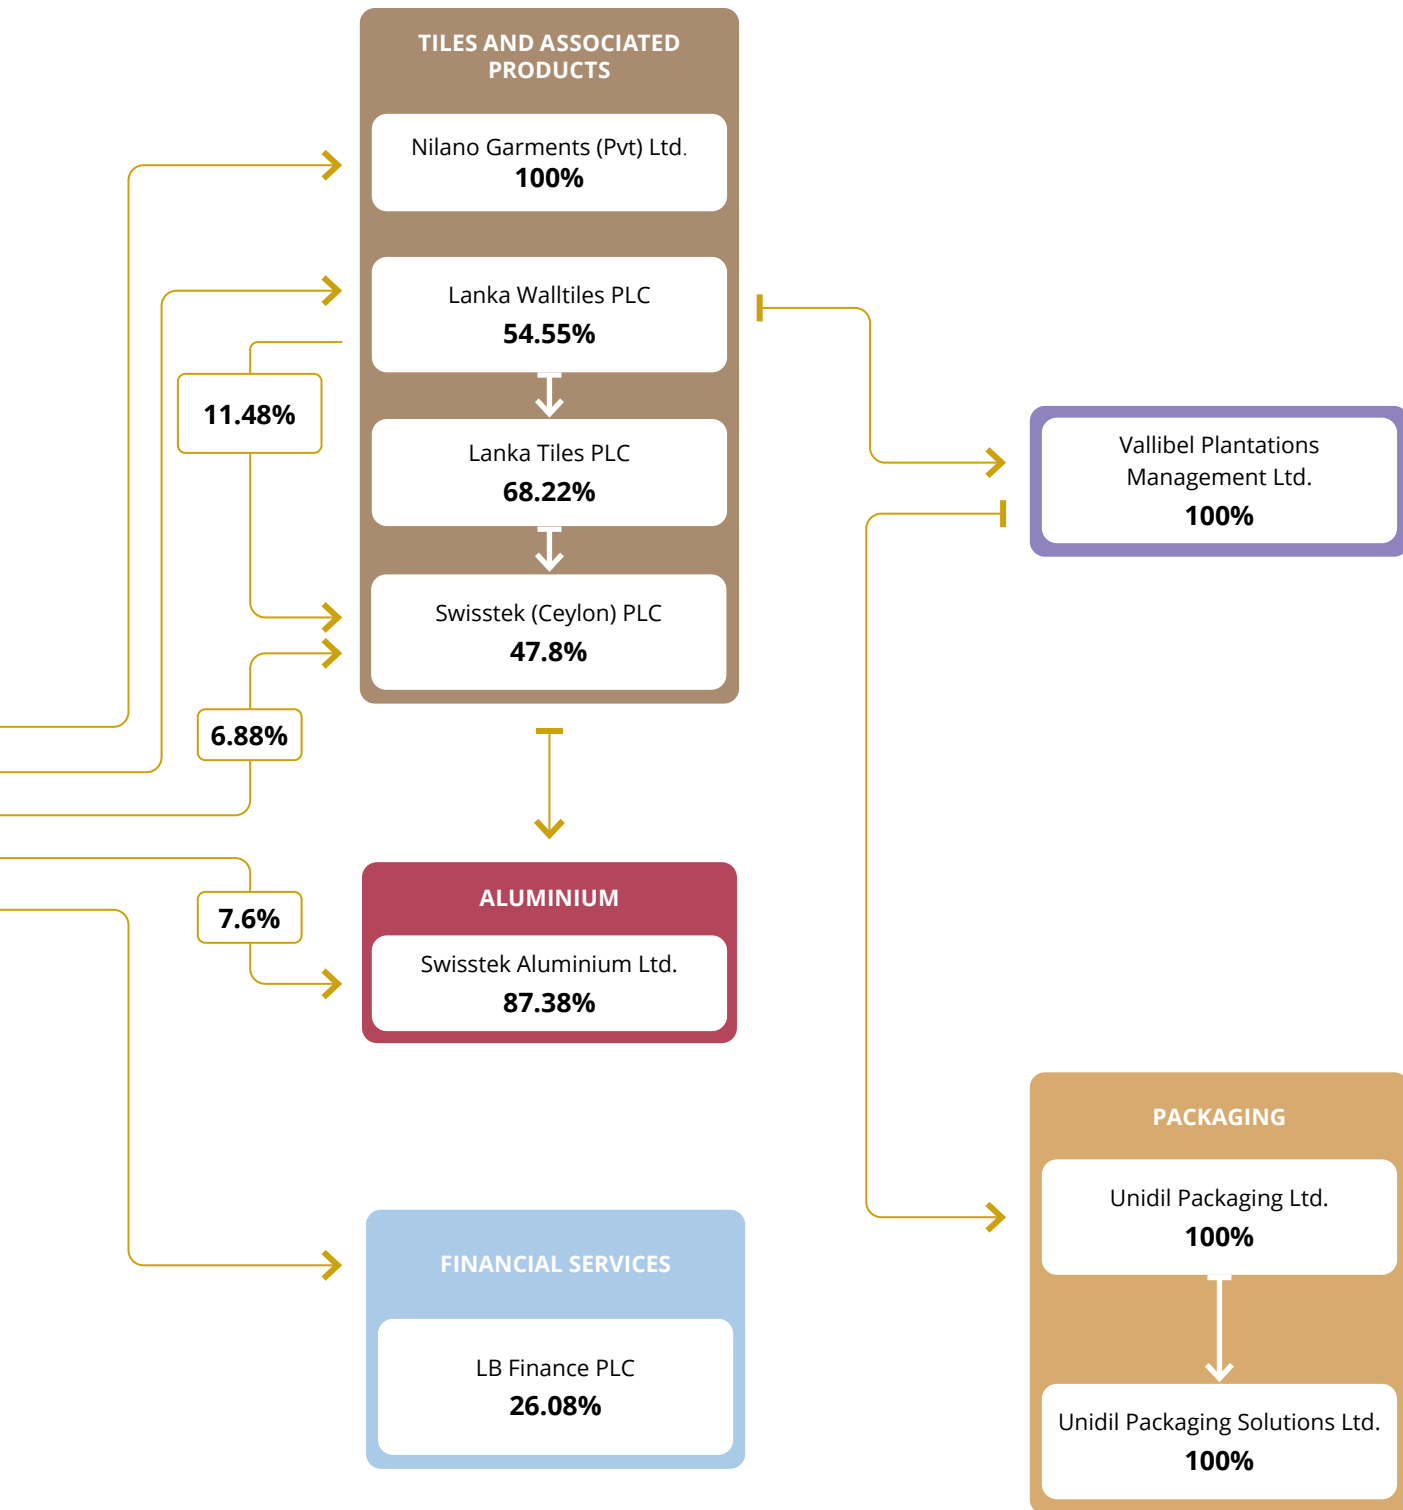 TILES AND ASSOCIATED
PRODUCTS
Nilano Garments (Pvt) Ltd.
100%
Lanka Walltiles PLC
54.55%
11.48%
Lanka Tiles PLC
68.22%
Swisstek (Ceylon) PLC
47.8%
6.88%
Vallibel Plantations
Management Ltd.
100%
ALUMINIUM
7.6%
Swisstek Aluminium Ltd.
87.38%
FINANCIAL SERVICES
LB Finance PLC
26.08%
PACKAGING
Unidil Packaging Ltd.
100%
Unidil Packaging Solutions Ltd.
100%